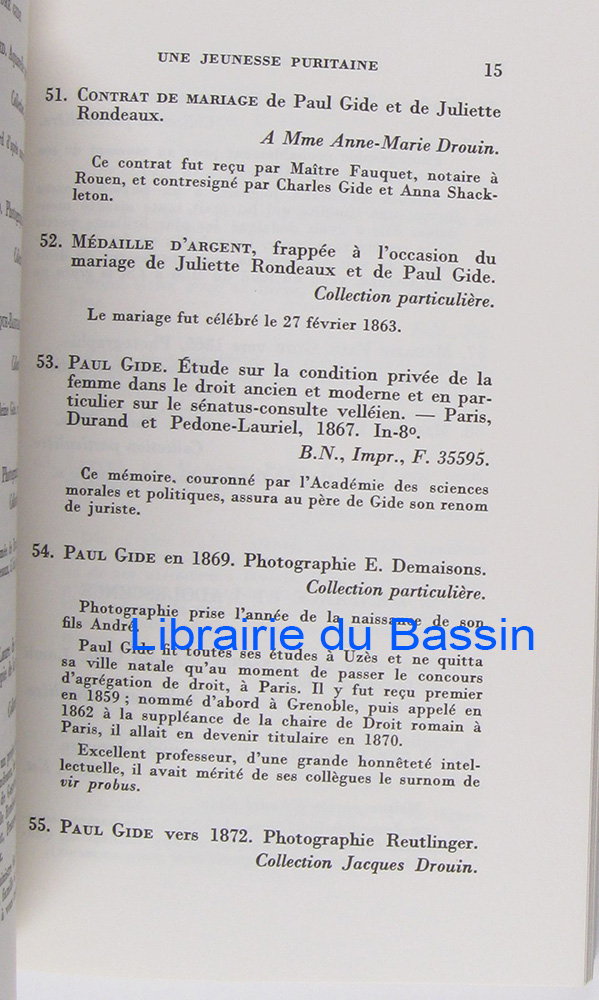 UNE JEUNESSE PURITAINE 15
51. CONTRAT DE MARIAGE de Paul Gide et de Juliette
Rondeaux.
A Mme Anne-Marie Drouin.
Ce contrat fut reçu par Maître Fauquet, notaire à
Rouen, et contresigné par Charles Gide et Anna Shack-
leton.
52. MÉDAILLE D'ARGENT, frappée à l'occasion du
mariage de Juliette Rondeaux et de Paul Gide.
Collection particulière.
Le mariage fut célébré le 27 février 1863.
53. PAUL GIDE. Étude sur la condition privée de la
femme dans le droit ancien et moderne et en par-
ticulier sur le sénatus-consulte velléien. — Paris,
Durand et Pedone-Lauriel, 1867. In-8º.
B.N., Impr., F. 35595.
Ce mémoire, couronné par l'Académie des sciences
morales et politiques, assura au père de Gide son renom
de juriste.
54. PAUL GIDE en 1869. Photographie E. Demaisons.
Collection particulière.
Photographie prise l'année de la naissance de son
fils André.
Librairie du Bassin
Paul Gide fit toutes ses études à Uzès et ne quitta
sa ville natale qu'au moment de passer le concours
d'agrégation de droit, à Paris. Il y fut reçu premier
en 1859 ; nommé d'abord à Grenoble, puis appelé en
1862 à la suppléance de la chaire de Droit romain à
Paris, il allait en devenir titulaire en 1870.
Excellent professeur, d'une grande honnêteté intel-
lectuelle, il avait mérité de ses collègues le surnom de
vir probus.
55. PAUL GIDE vers 1872. Photographie Reutlinger.
Collection Jacques Drouin.